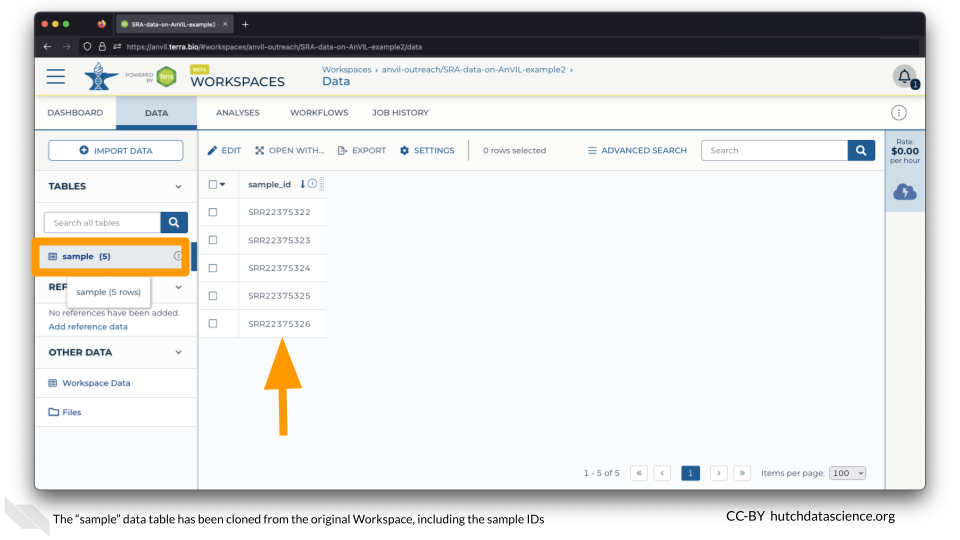 SRA-data-on-AnVIL-example2 - ×
+
https://anvil.terra.bio/#workspaces/anvil-outreach/SRA-data-on-AnVIL-example2/data
POWERED BY Terra
BETA
WORKSPACES
Workspaces › anvil-outreach/SRA-data-on-AnVIL-example2 ›
Data
1
DASHBOARD DATA ANALYSES WORKFLOWS JOB HISTORY
IMPORT DATA
EDIT OPEN WITH... EXPORT SETTINGS 0 rows selected ADVANCED SEARCH Search
Rate:
$0.00
per hour
TABLES
sample_id
Search all tables
SRR22375322
SRR22375323
sample (5)
SRR22375324
REF
sample (5 rows)
SRR22375325
No references have been added.
Add reference data
SRR22375326
OTHER DATA
Workspace Data
Files
1 - 5 of 5 « ‹ 1 › » Items per page: 100
The “sample” data table has been cloned from the original Workspace, including the sample IDs
CC-BY hutchdatascience.org